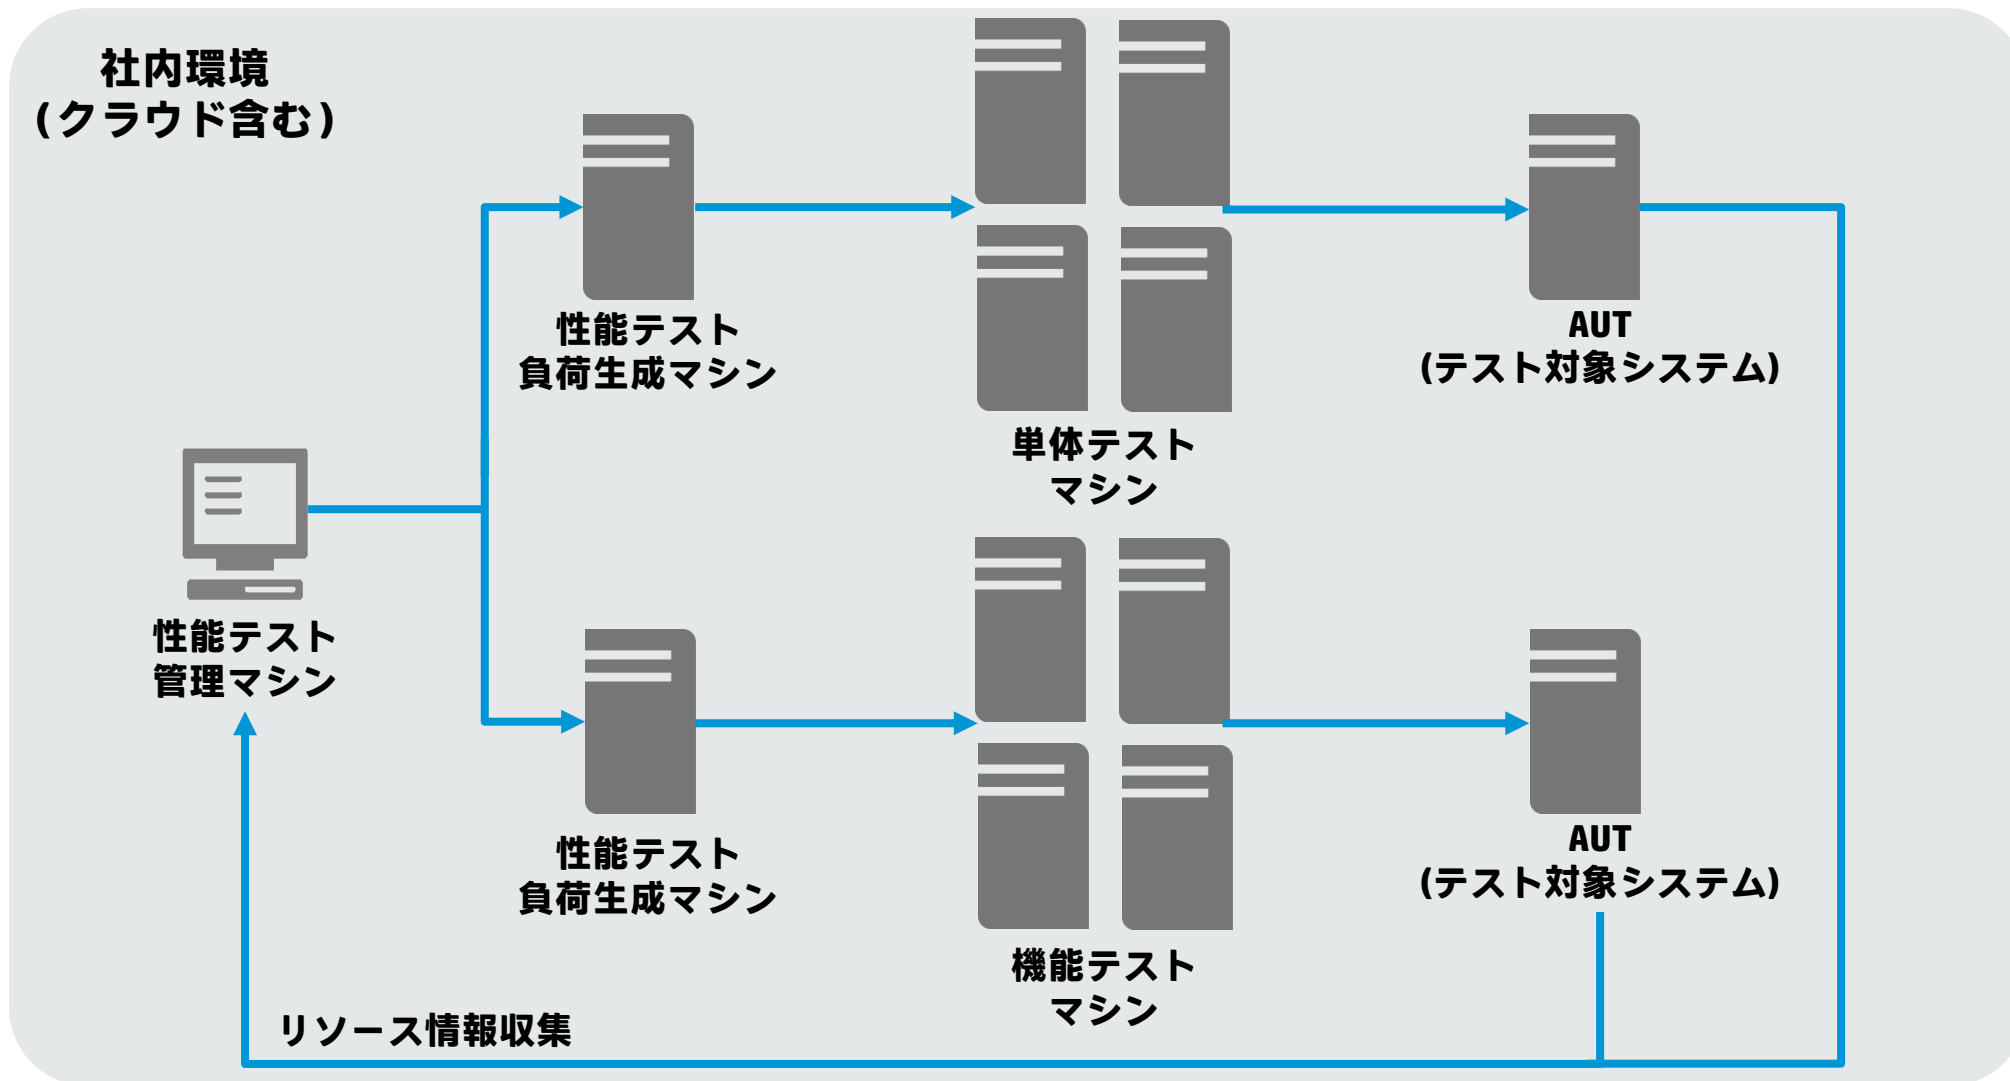 社内環境
(クラウド含む)
性能テスト
負荷生成マシン
単体テスト
マシン
AUT
(テスト対象システム)
性能テスト
管理マシン
性能テスト
負荷生成マシン
機能テスト
マシン
AUT
(テスト対象システム)
リソース情報収集